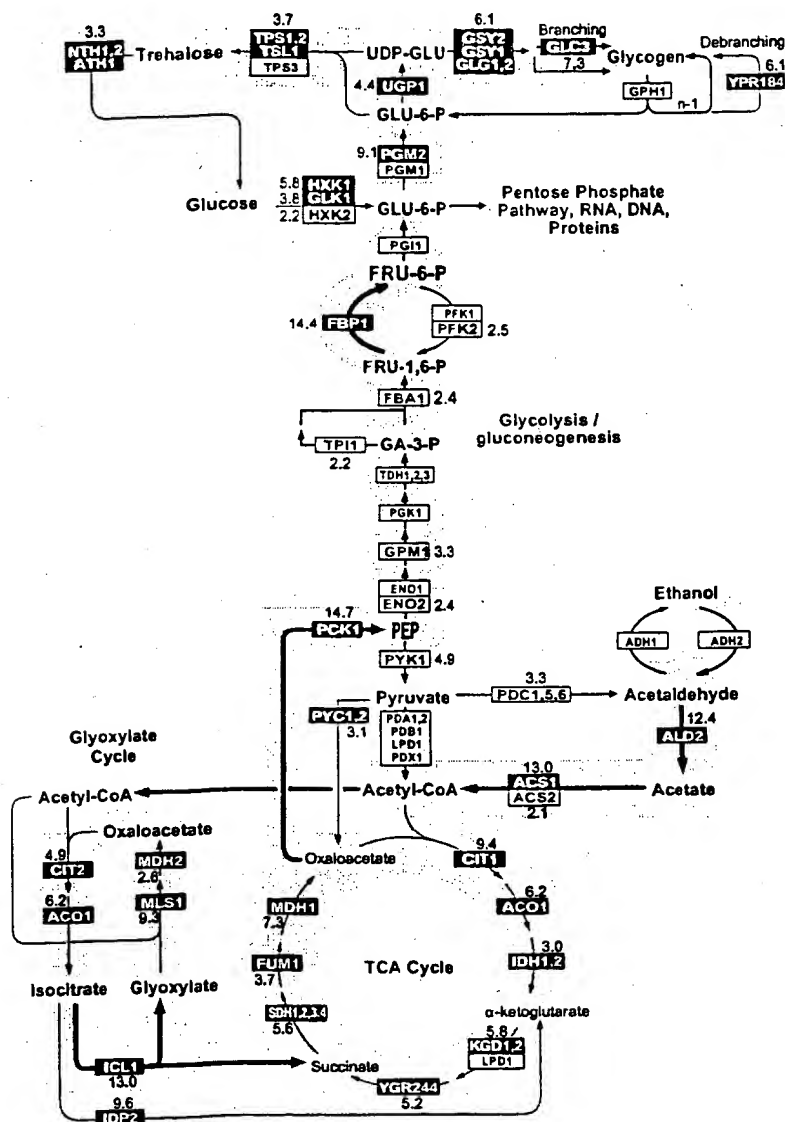 3.3
NTH1,2
ATH1
Trehalose
3.7
TPS1,2
TSL1
TPS3
UDP-GLU
6.1
GSY2
GSY1
GLG1,2
Branching
GLC3
7.3
Glycogen
Debranching
6.1
YPR184
GPH1
n-1
4.4
UGP1
GLU-6-P
9.1
PGM2
PGM1
Glucose
5.8
HXK1
3.8
GLK1
2.2
HXK2
GLU-6-P
Pentose Phosphate
Pathway, RNA, DNA,
Proteins
PGI1
FRU-6-P
14.4
FBP1
PFK1
PFK2
2.5
FRU-1,6-P
FBA1
2.4
Glycolysis /
gluconeogenesis
TPI1
2.2
GA-3-P
TDH1,2,3
PGK1
GPM1
3.3
ENO1
ENO2
2.4
14.7
PCK1
PEP
PYK1
4.9
Ethanol
ADH1
ADH2
Pyruvate
3.3
PDC1,5,6
Acetaldehyde
PYC1,2
3.1
PDA1,2
PDB1
LPD1
PDX1
12.4
ALD2
Glyoxylate
Cycle
Acetyl-CoA
Acetyl-CoA
13.0
ACS1
ACS2
2.1
Acetate
Oxaloacetate
4.9
CIT2
MDH2
2.6
6.2
ACO1
MLS1
9.3
Oxaloacetate
9.4
CIT1
MDH1
7.3
6.2
ACO1
FUM1
3.7
TCA Cycle
3.0
IDH1,2
Isocitrate
Glyoxylate
SDH1,2,3,4
5.6
α-ketoglutarate
5.8
KGD1,2
LPD1
ICL1
13.0
Succinate
YGR244
5.2
9.6
IDP2